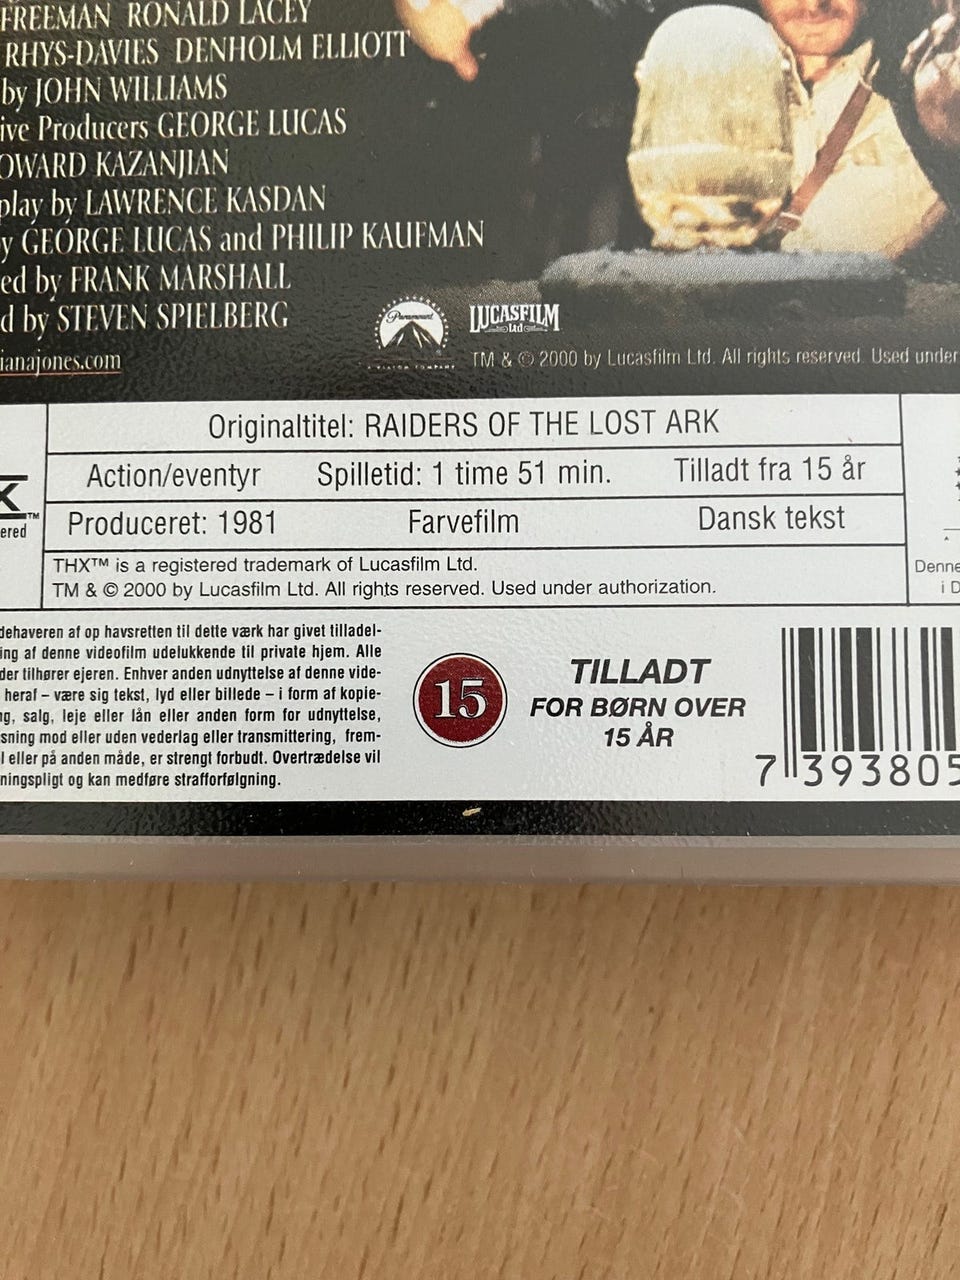 FREEMAN RONALD LACEY
RHYS-DAVIES DENHOLM ELLIOTT
by JOHN WILLIAMS
ive Producers GEORGE LUCAS
OWARD KAZANJIAN
play by LAWRENCE KASDAN
y GEORGE LUCAS and PHILIP KAUFMAN
ed by FRANK MARSHALL
d by STEVEN SPIELBERG
ianajones.com
Paramount
LUCASFILM
Ltd
TM & © 2000 by Lucasfilm Ltd. All rights reserved. Used under
Originaltitel: RAIDERS OF THE LOST ARK
Action/eventyr Spilletid: 1 time 51 min. Tilladt fra 15 år
Produceret: 1981 Farvefilm Dansk tekst
X™
ered
THX™ is a registered trademark of Lucasfilm Ltd.
TM & © 2000 by Lucasfilm Ltd. All rights reserved. Used under authorization.
Denne
i D
dehaveren af op havsretten til dette værk har givet tilladel-
ing af denne videofilm udelukkende til private hjem. Alle
der tilhører ejeren. Enhver anden udnyttelse af denne vide-
heraf – være sig tekst, lyd eller billede – i form af kopie-
ng, salg, leje eller lån eller anden form for udnyttelse,
sning mod eller uden vederlag eller transmittering, frem-
l eller på anden måde, er strengt forbudt. Overtrædelse vil
ningspligt og kan medføre strafforfølgning.
15
TILLADT
FOR BØRN OVER
15 ÅR
7 393805